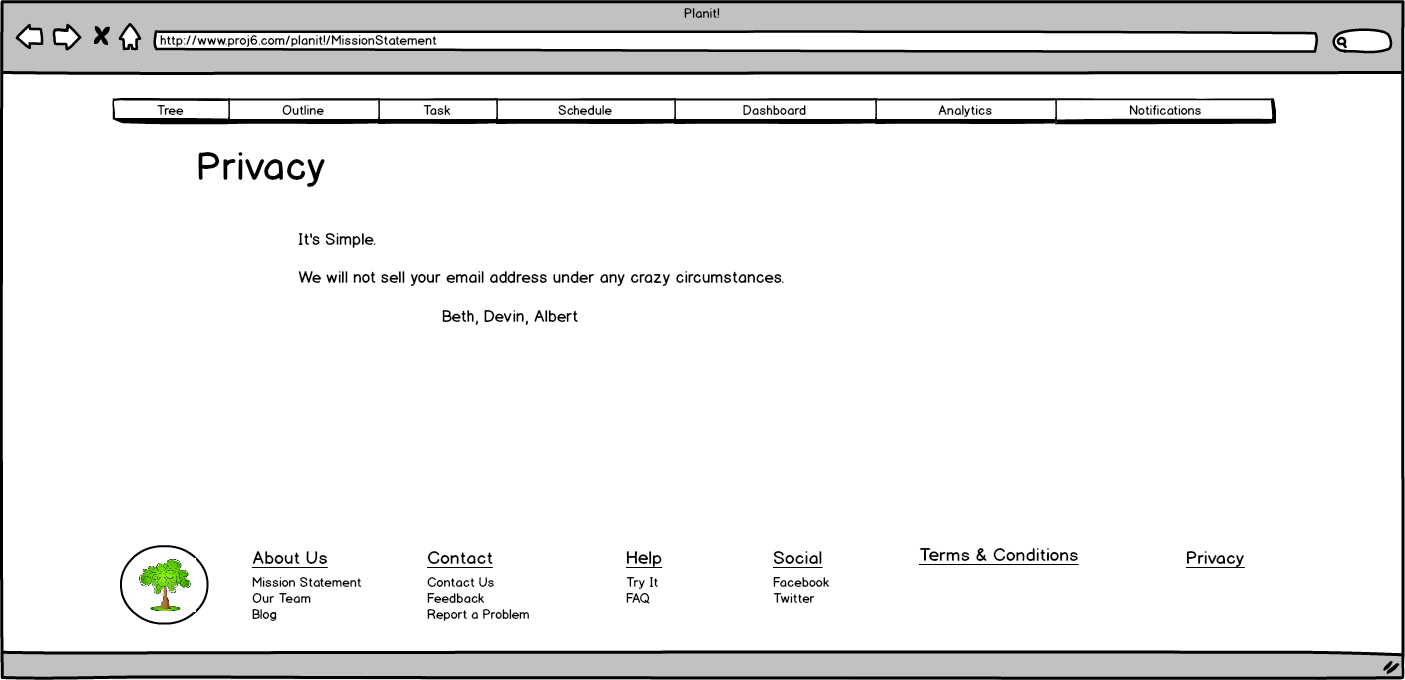 Planit!
http://www.proj6.com/planit!/MissionStatement
Tree Outline Task Schedule Dashboard Analytics Notifications
Privacy
It's Simple.
We will not sell your email address under any crazy circumstances.
Beth, Devin, Albert
About Us Contact Help Social Terms & Conditions Privacy
Mission Statement Contact Us Try It Facebook
Our Team Feedback FAQ Twitter
Blog Report a Problem